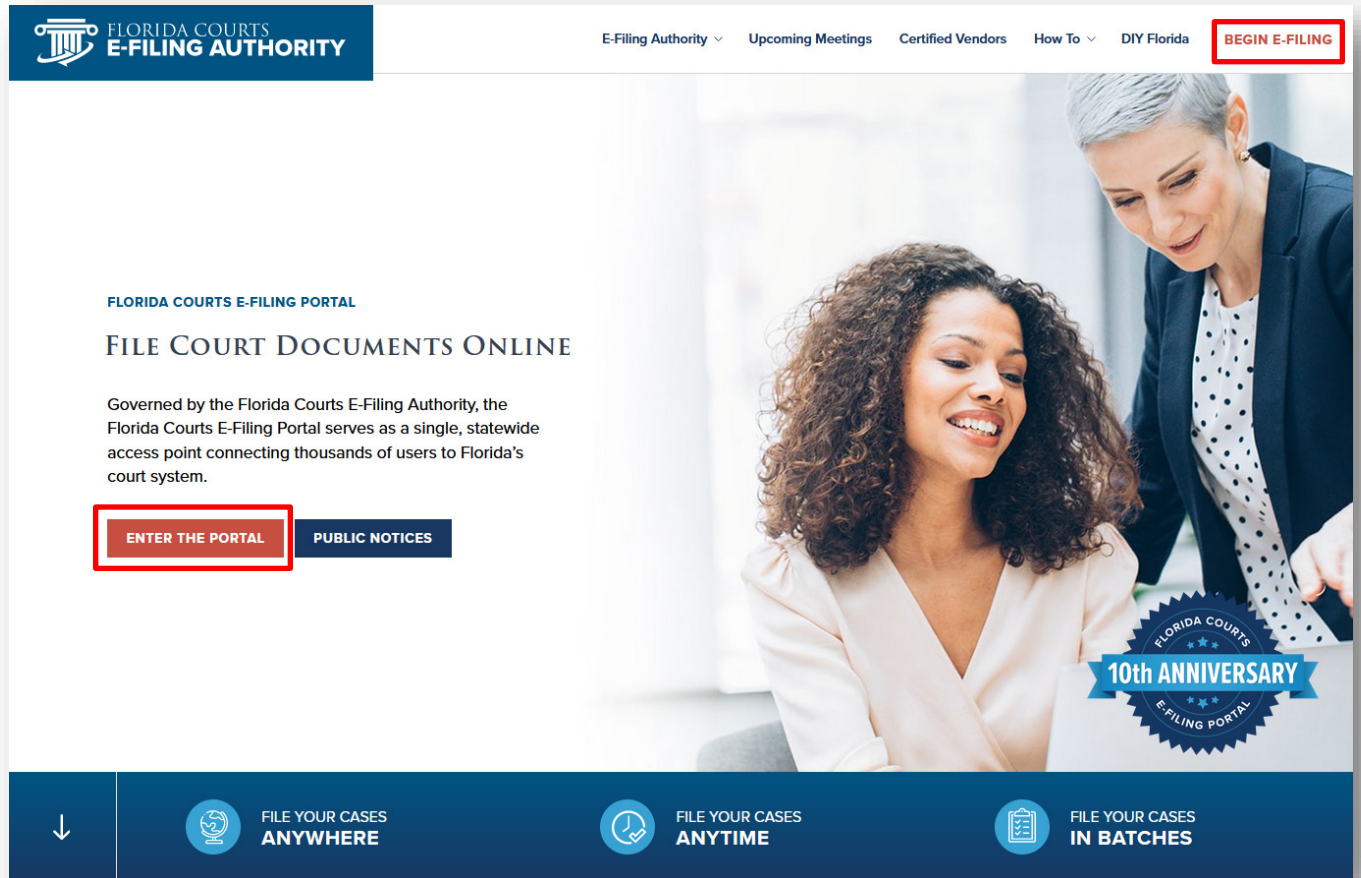 FLORIDA COURTS
E-FILING AUTHORITY
E-Filing Authority Upcoming Meetings Certified Vendors How To DIY Florida BEGIN E-FILING
FLORIDA COURTS E-FILING PORTAL
FILE COURT DOCUMENTS ONLINE
Governed by the Florida Courts E-Filing Authority, the
Florida Courts E-Filing Portal serves as a single, statewide
access point connecting thousands of users to Florida's
court system.
ENTER THE PORTAL PUBLIC NOTICES
FLORIDA COURTS
10th ANNIVERSARY
E-FILING PORTAL
FILE YOUR CASES
ANYWHERE
FILE YOUR CASES
ANYTIME
FILE YOUR CASES
IN BATCHES